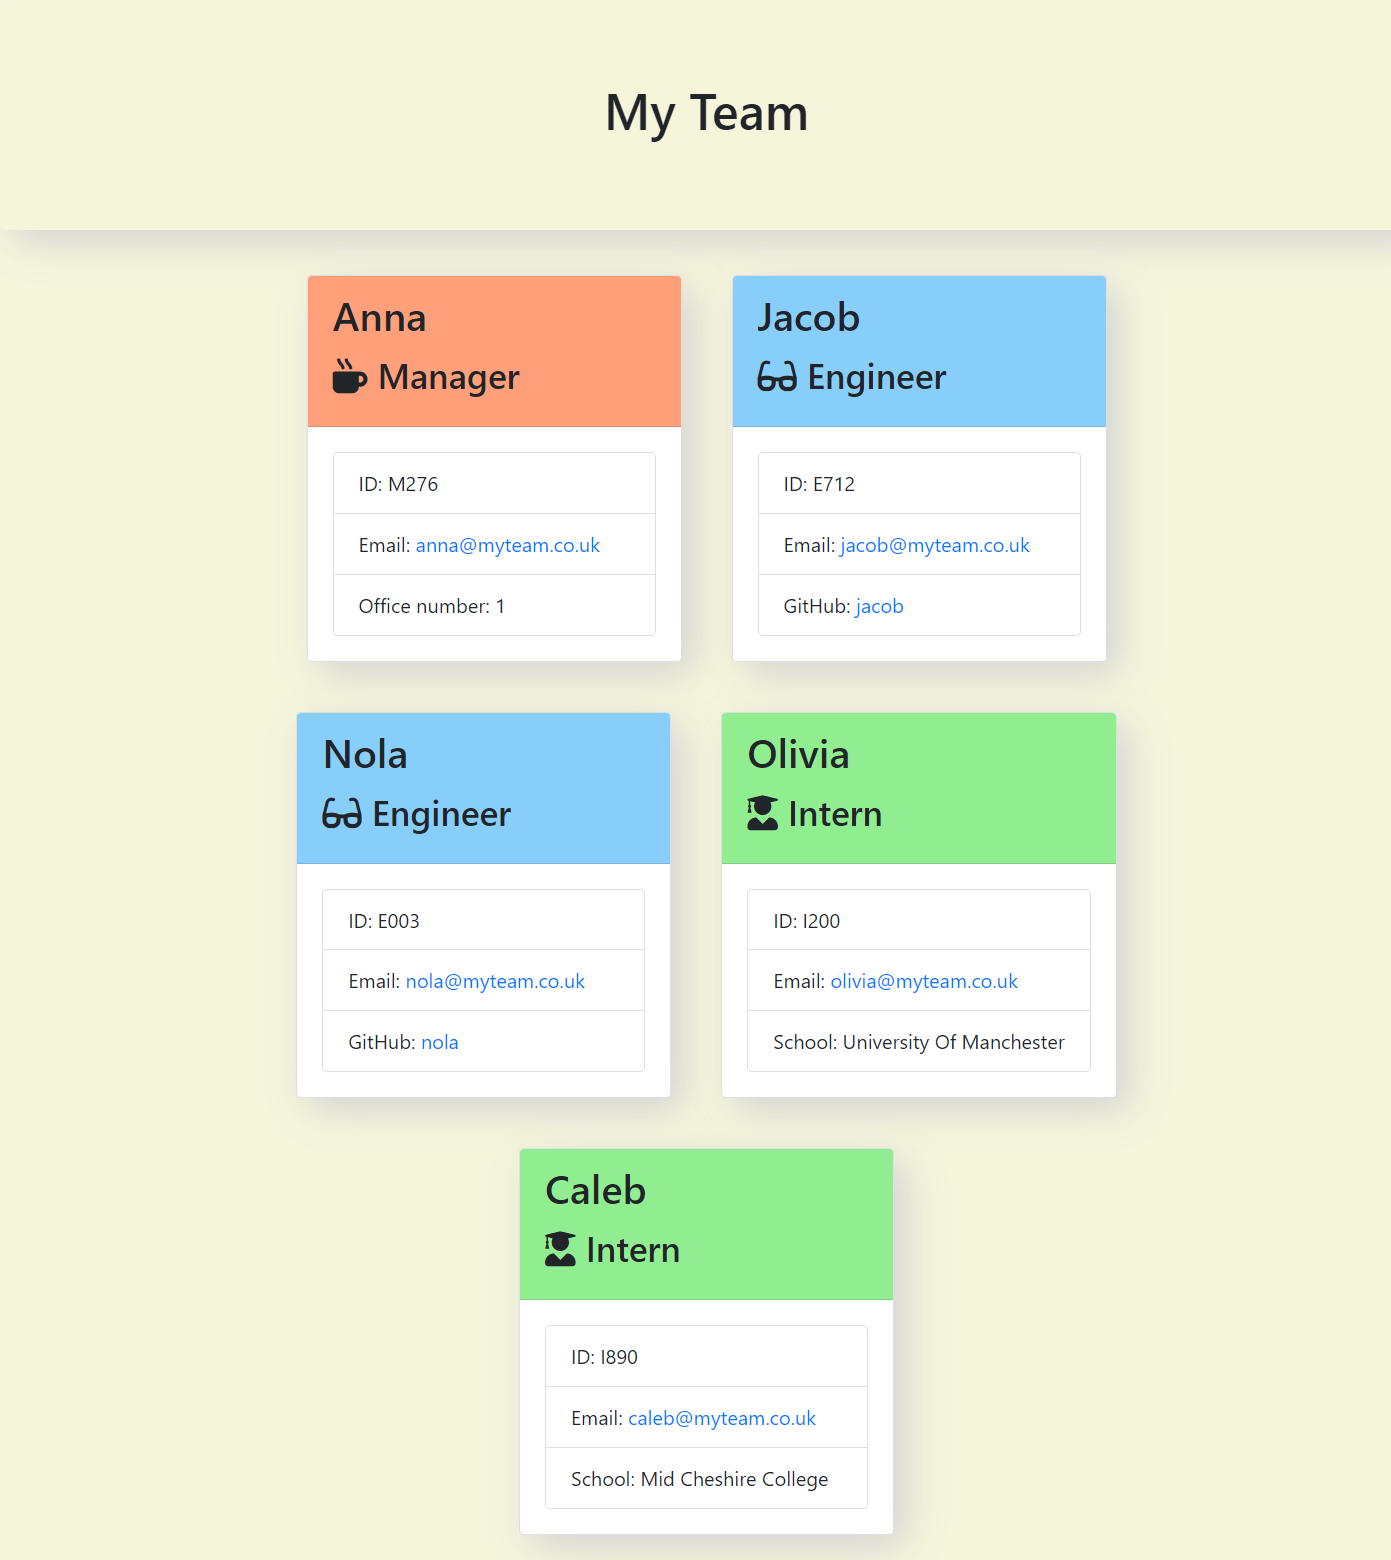 My Team
Anna
Manager
ID: M276
Email: anna@myteam.co.uk
Office number: 1
Jacob
Engineer
ID: E712
Email: jacob@myteam.co.uk
GitHub: jacob
Nola
Engineer
ID: E003
Email: nola@myteam.co.uk
GitHub: nola
Olivia
Intern
ID: I200
Email: olivia@myteam.co.uk
School: University Of Manchester
Caleb
Intern
ID: I890
Email: caleb@myteam.co.uk
School: Mid Cheshire College